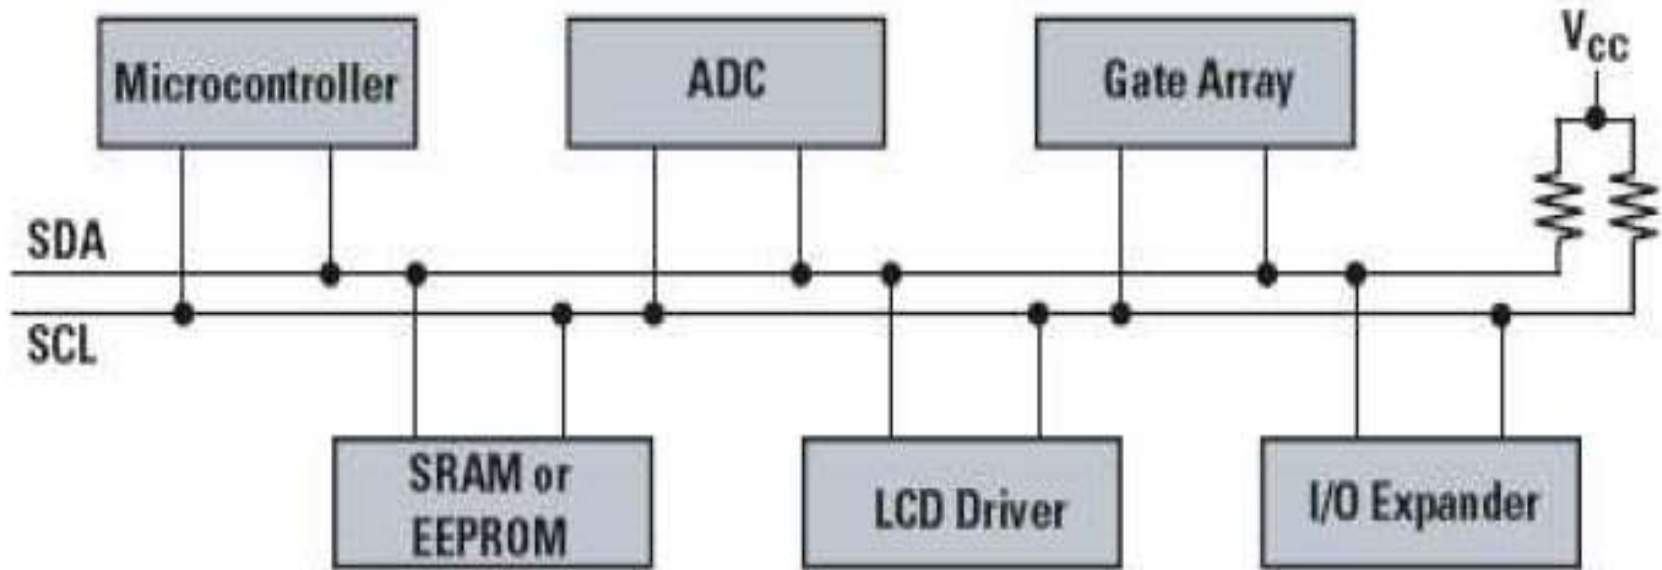 Microcontroller
ADC
Gate Array
VCC
SDA
SCL
SRAM or
EEPROM
LCD Driver
I/O Expander